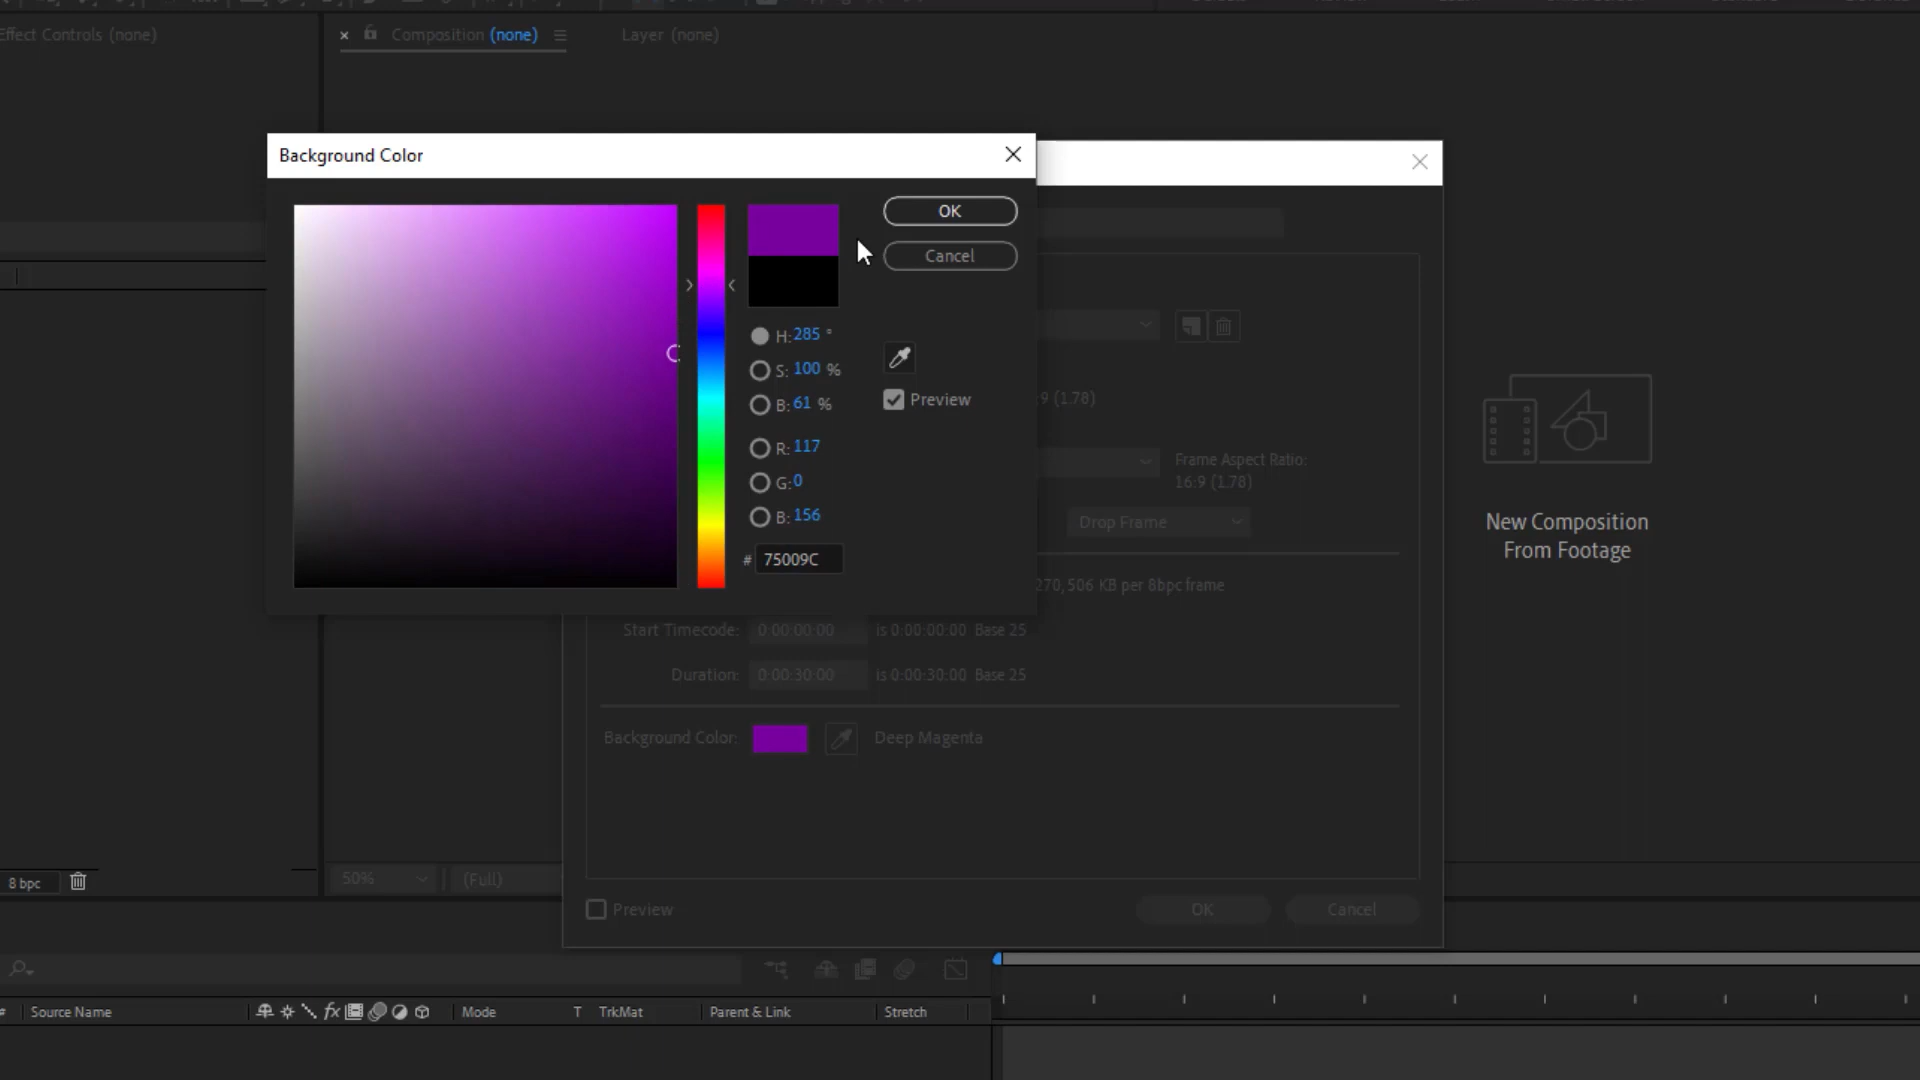 Effect Controls (none)
Composition (none)
Layer (none)
Background Color
OK
Cancel
H: 285 °
S: 100 %
B: 61 %
Preview
R: 117
G: 0
B: 156
# 75009C
:9 (1.78)
Frame Aspect Ratio:
16:9 (1.78)
Drop Frame
270, 506 KB per 8bpc frame
Start Timecode: 0:00:00:00 is 0:00:00:00 Base 25
Duration: 0:00:30:00 is 0:00:30:00 Base 25
Background Color: Deep Magenta
New Composition
From Footage
8 bpc
50%
(Full)
Preview
OK
Cancel
# Source Name
fx
Mode
T TrkMat
Parent & Link
Stretch